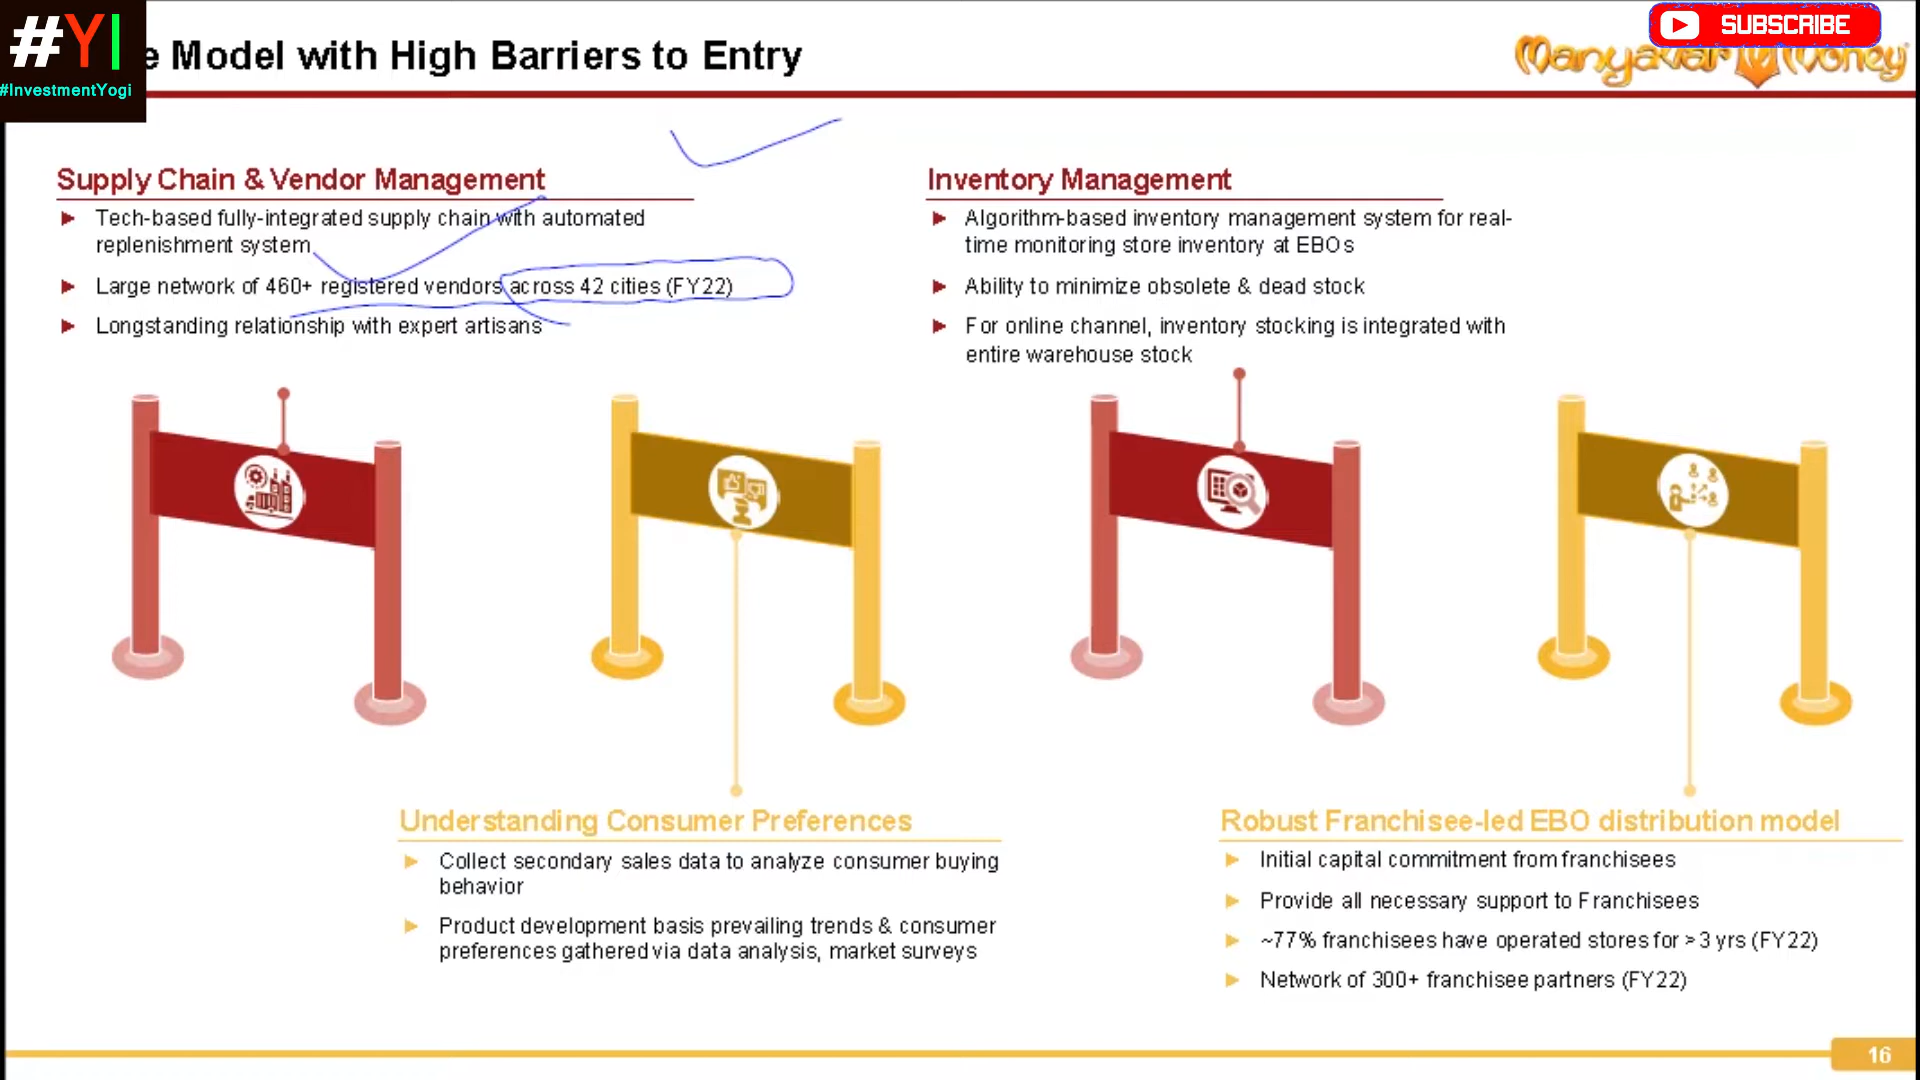 #YI
#InvestmentYogi
e Model with High Barriers to Entry
SUBSCRIBE
Manyavar Mohey
Supply Chain & Vendor Management
► Tech-based fully-integrated supply chain with automated
replenishment system
► Large network of 460+ registered vendors across 42 cities (FY22)
► Longstanding relationship with expert artisans
Inventory Management
► Algorithm-based inventory management system for real-
time monitoring store inventory at EBOs
► Ability to minimize obsolete & dead stock
► For online channel, inventory stocking is integrated with
entire warehouse stock
Understanding Consumer Preferences
► Collect secondary sales data to analyze consumer buying
behavior
► Product development basis prevailing trends & consumer
preferences gathered via data analysis, market surveys
Robust Franchisee-led EBO distribution model
► Initial capital commitment from franchisees
► Provide all necessary support to Franchisees
► ~77% franchisees have operated stores for >3 yrs (FY22)
► Network of 300+ franchisee partners (FY22)
16